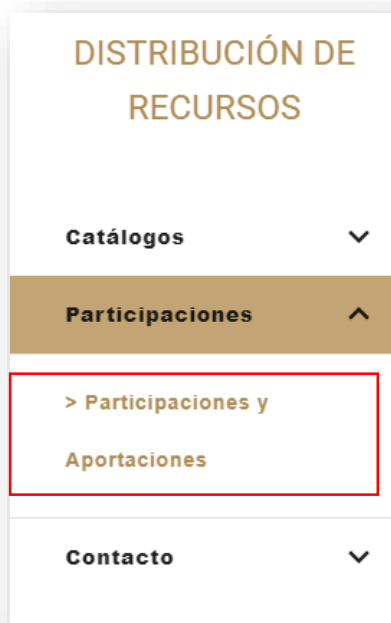 DISTRIBUCIÓN DE
RECURSOS
Catálogos
Participaciones
> Participaciones y
Aportaciones
Contacto